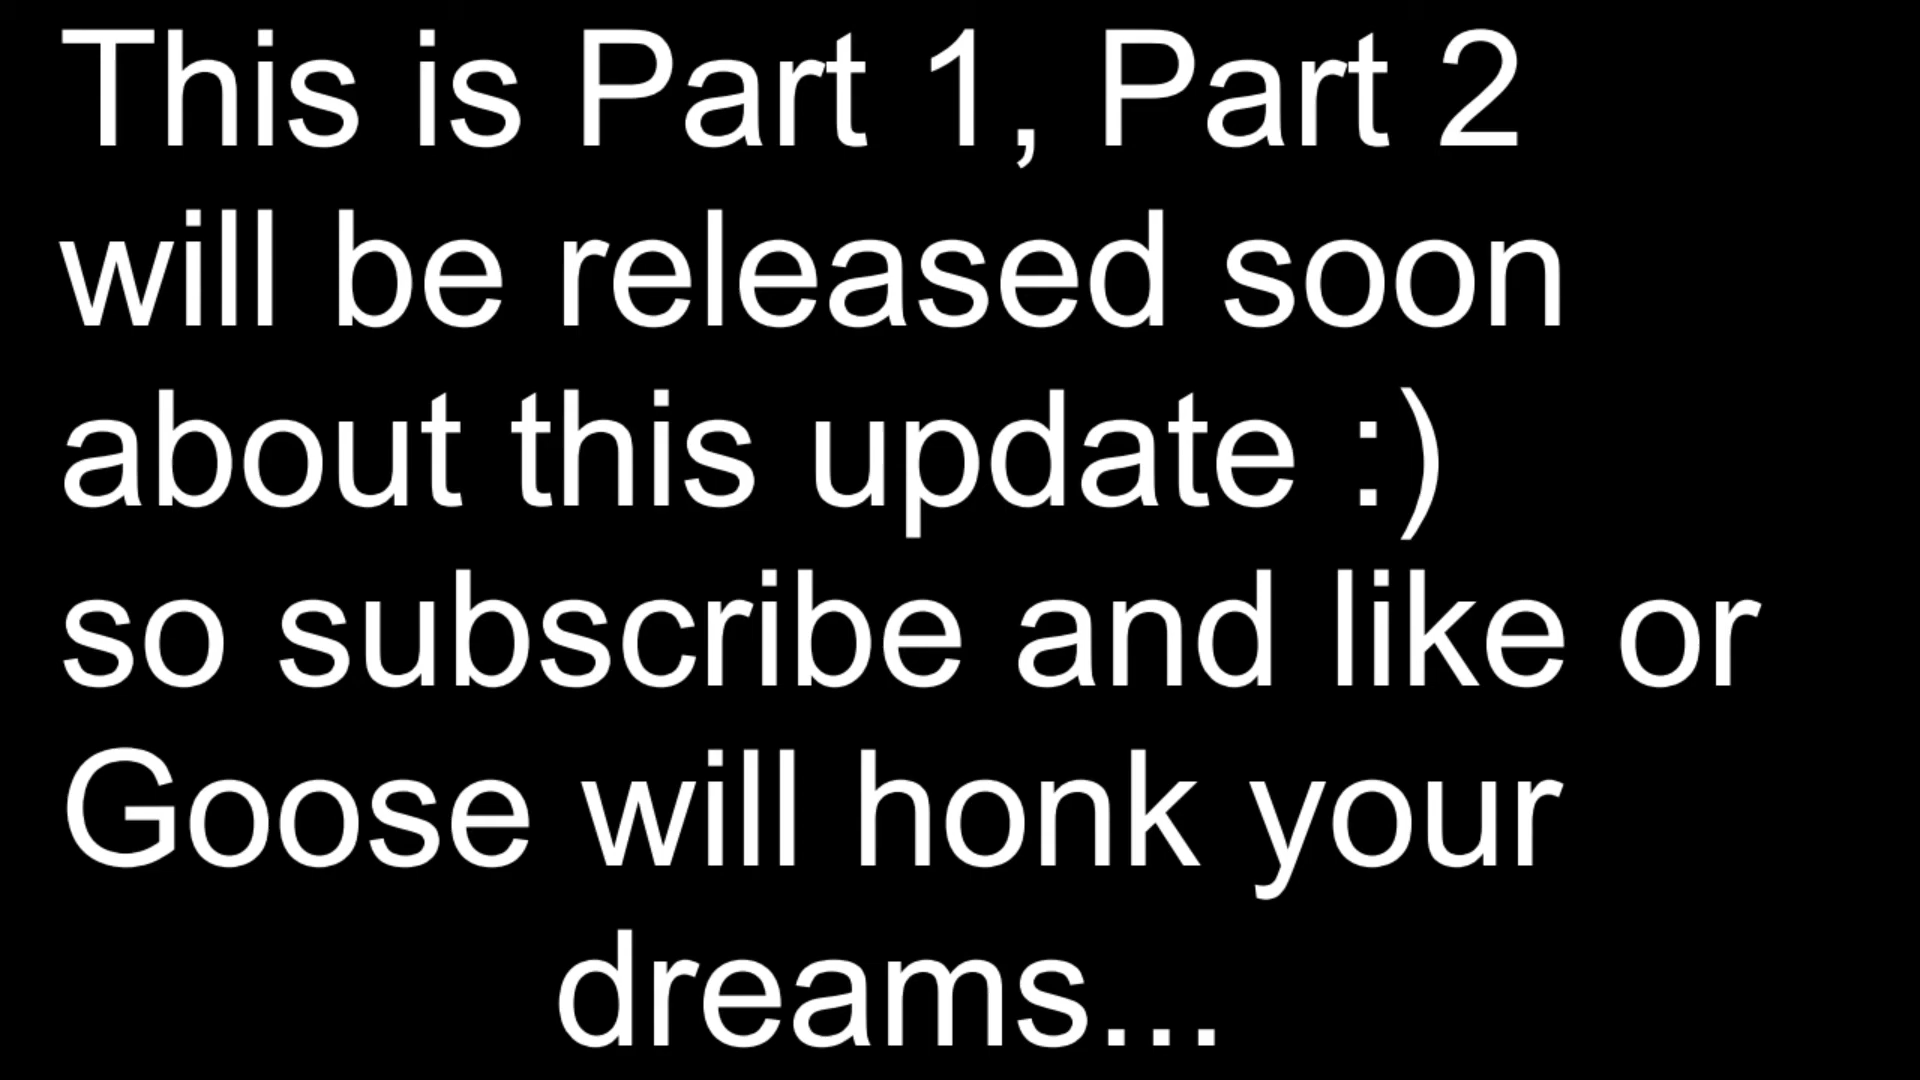 This is Part 1, Part 2
will be released soon
about this update :)
so subscribe and like or
Goose will honk your
dreams...